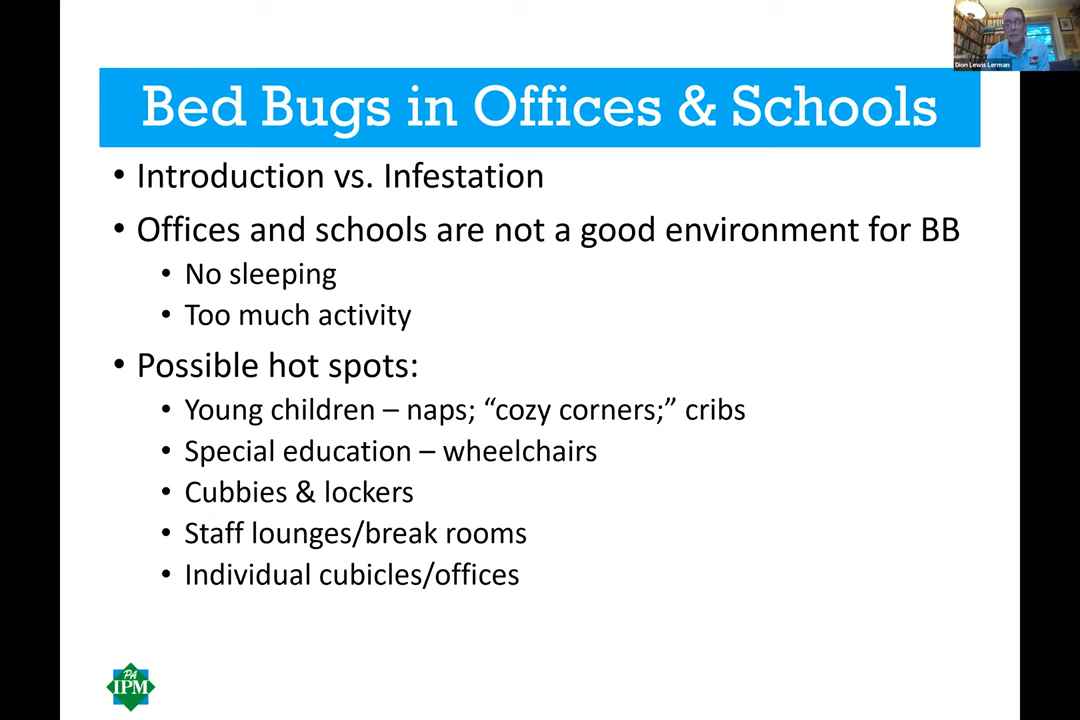 Dion Lewis Lerman
Bed Bugs in Offices & Schools
• Introduction vs. Infestation
• Offices and schools are not a good environment for BB
• No sleeping
• Too much activity
• Possible hot spots:
• Young children – naps; “cozy corners;” cribs
• Special education – wheelchairs
• Cubbies & lockers
• Staff lounges/break rooms
• Individual cubicles/offices
PA
IPM